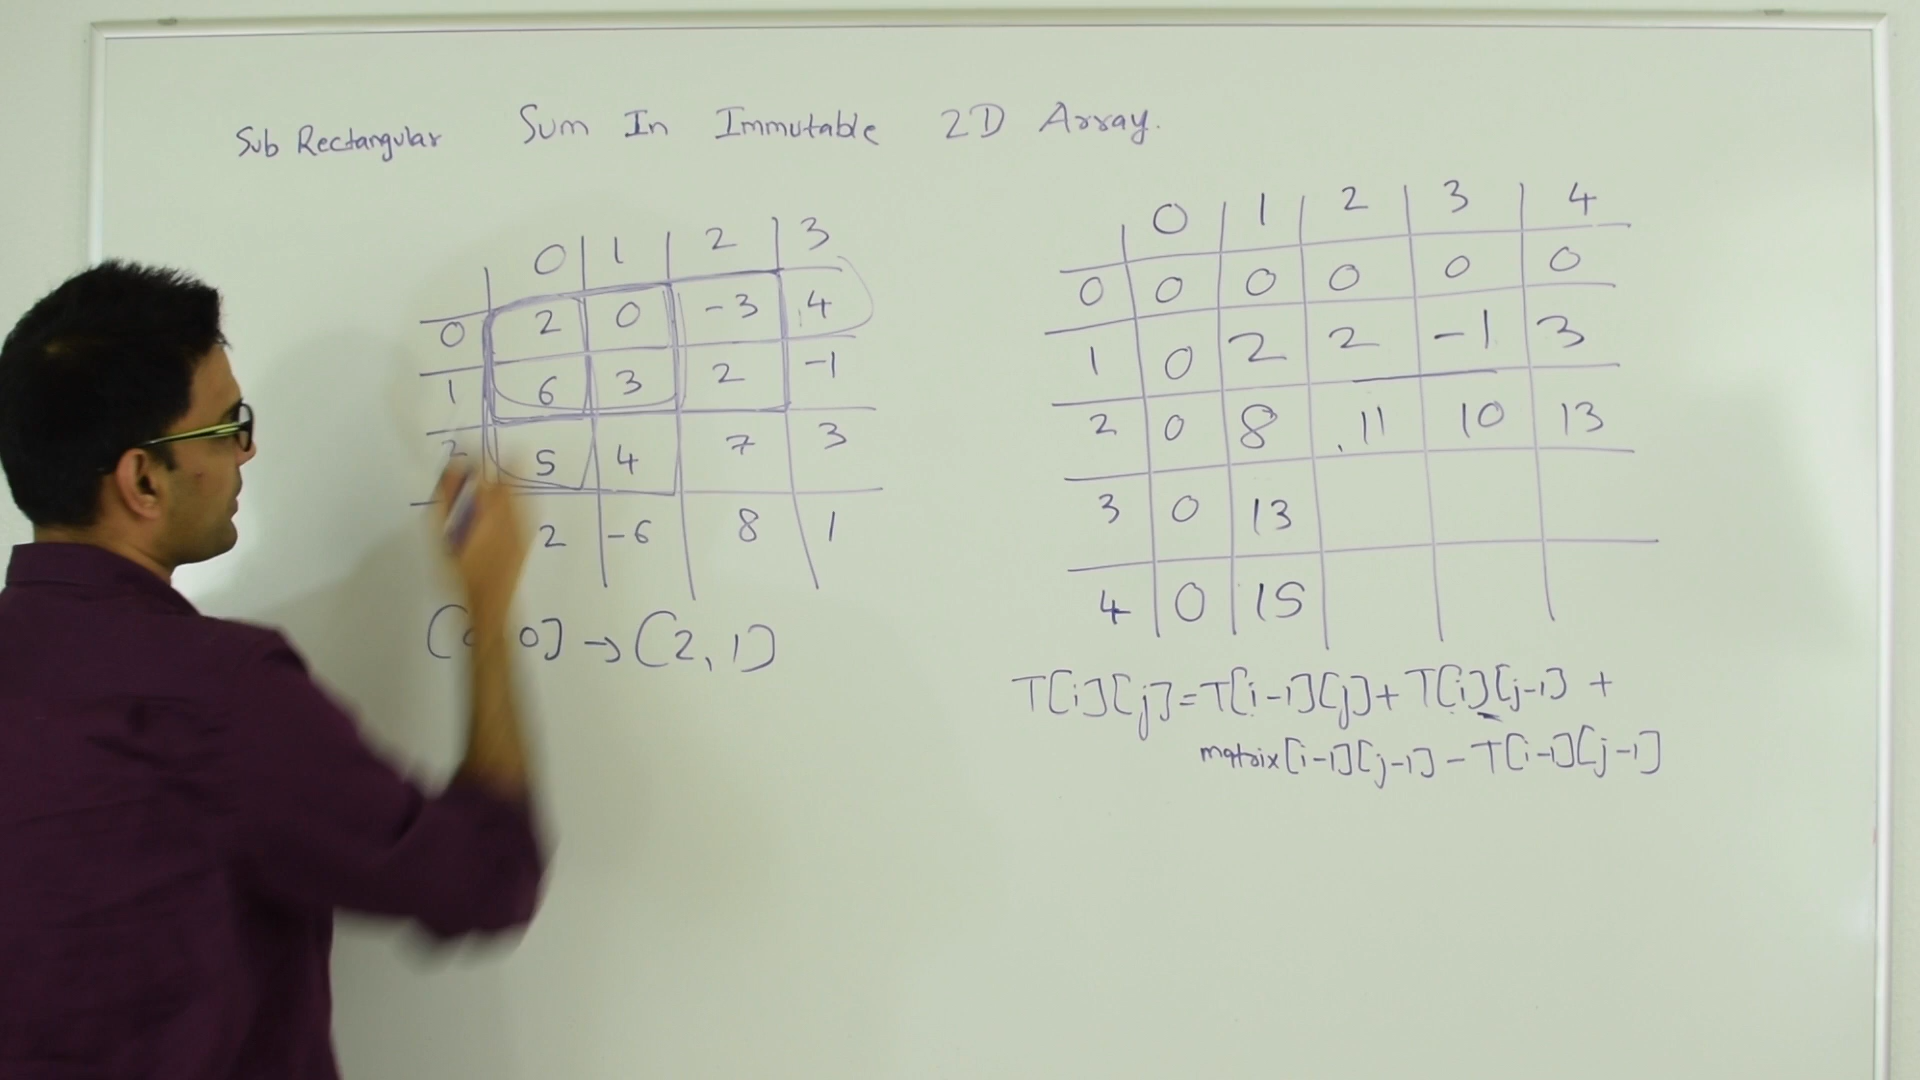 Sub Rectangular Sum In Immutable 2D Array.
0 1 2 3
0 2 0 -3 4
1 6 3 2 -1
2 5 4 7 3
2 -6 8 1
0] → (2, 1)
0 1 2 3 4
0 0 0 0 0 0
1 0 2 2 -1 3
2 0 8 11 10 13
3 0 13
4 0 15
T[i][j]=T[i-1][j]+T[i][j-1] +
matrix[i-1][j-1] - T[i-1][j-1]